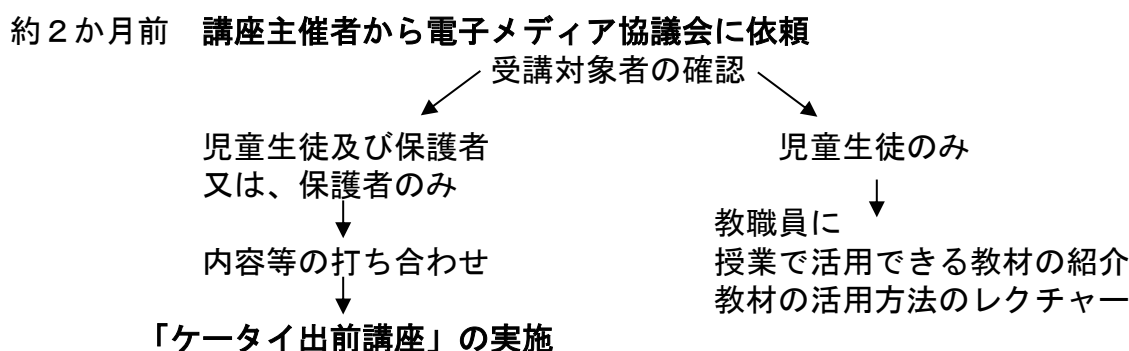 約２か月前　講座主催者から電子メディア協議会に依頼
受講対象者の確認
児童生徒及び保護者
又は、保護者のみ
内容等の打ち合わせ
「ケータイ出前講座」の実施
児童生徒のみ
教職員に
授業で活用できる教材の紹介
教材の活用方法のレクチャー